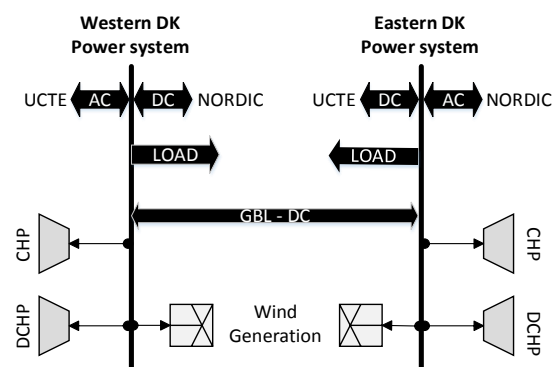 Western DK
Power system
Eastern DK
Power system
UCTE AC DC NORDIC
UCTE DC AC NORDIC
LOAD
LOAD
GBL - DC
CHP
CHP
DCHP
Wind
Generation
DCHP